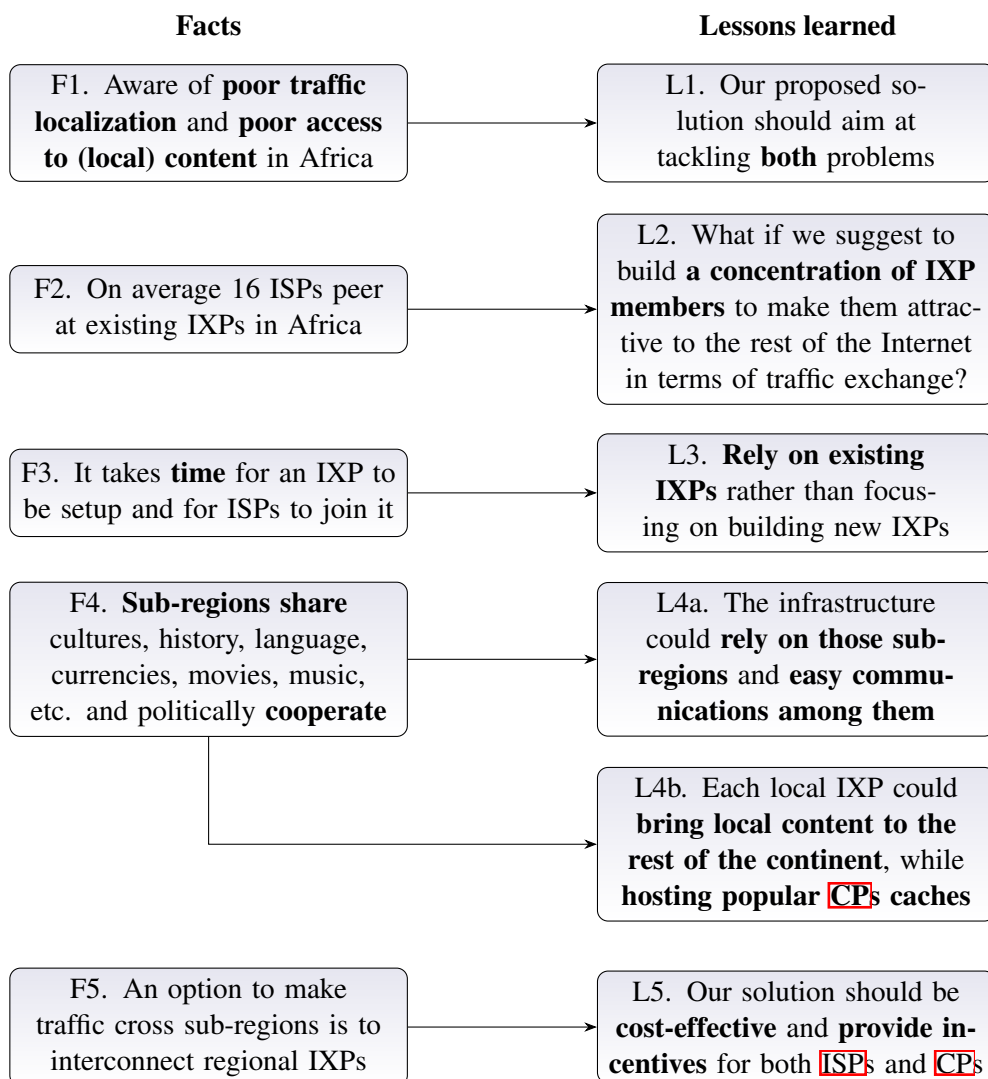 Facts
Lessons learned
F1. Aware of poor traffic
localization and poor access
to (local) content in Africa
L1. Our proposed so-
lution should aim at
tackling both problems
F2. On average 16 ISPs peer
at existing IXPs in Africa
L2. What if we suggest to
build a concentration of IXP
members to make them attrac-
tive to the rest of the Internet
in terms of traffic exchange?
F3. It takes time for an IXP to
be setup and for ISPs to join it
L3. Rely on existing
IXPs rather than focus-
ing on building new IXPs
F4. Sub-regions share
cultures, history, language,
currencies, movies, music,
etc. and politically cooperate
L4a. The infrastructure
could rely on those sub-
regions and easy commu-
nications among them
L4b. Each local IXP could
bring local content to the
rest of the continent, while
hosting popular CPs caches
F5. An option to make
traffic cross sub-regions is to
interconnect regional IXPs
L5. Our solution should be
cost-effective and provide in-
centives for both ISPs and CPs